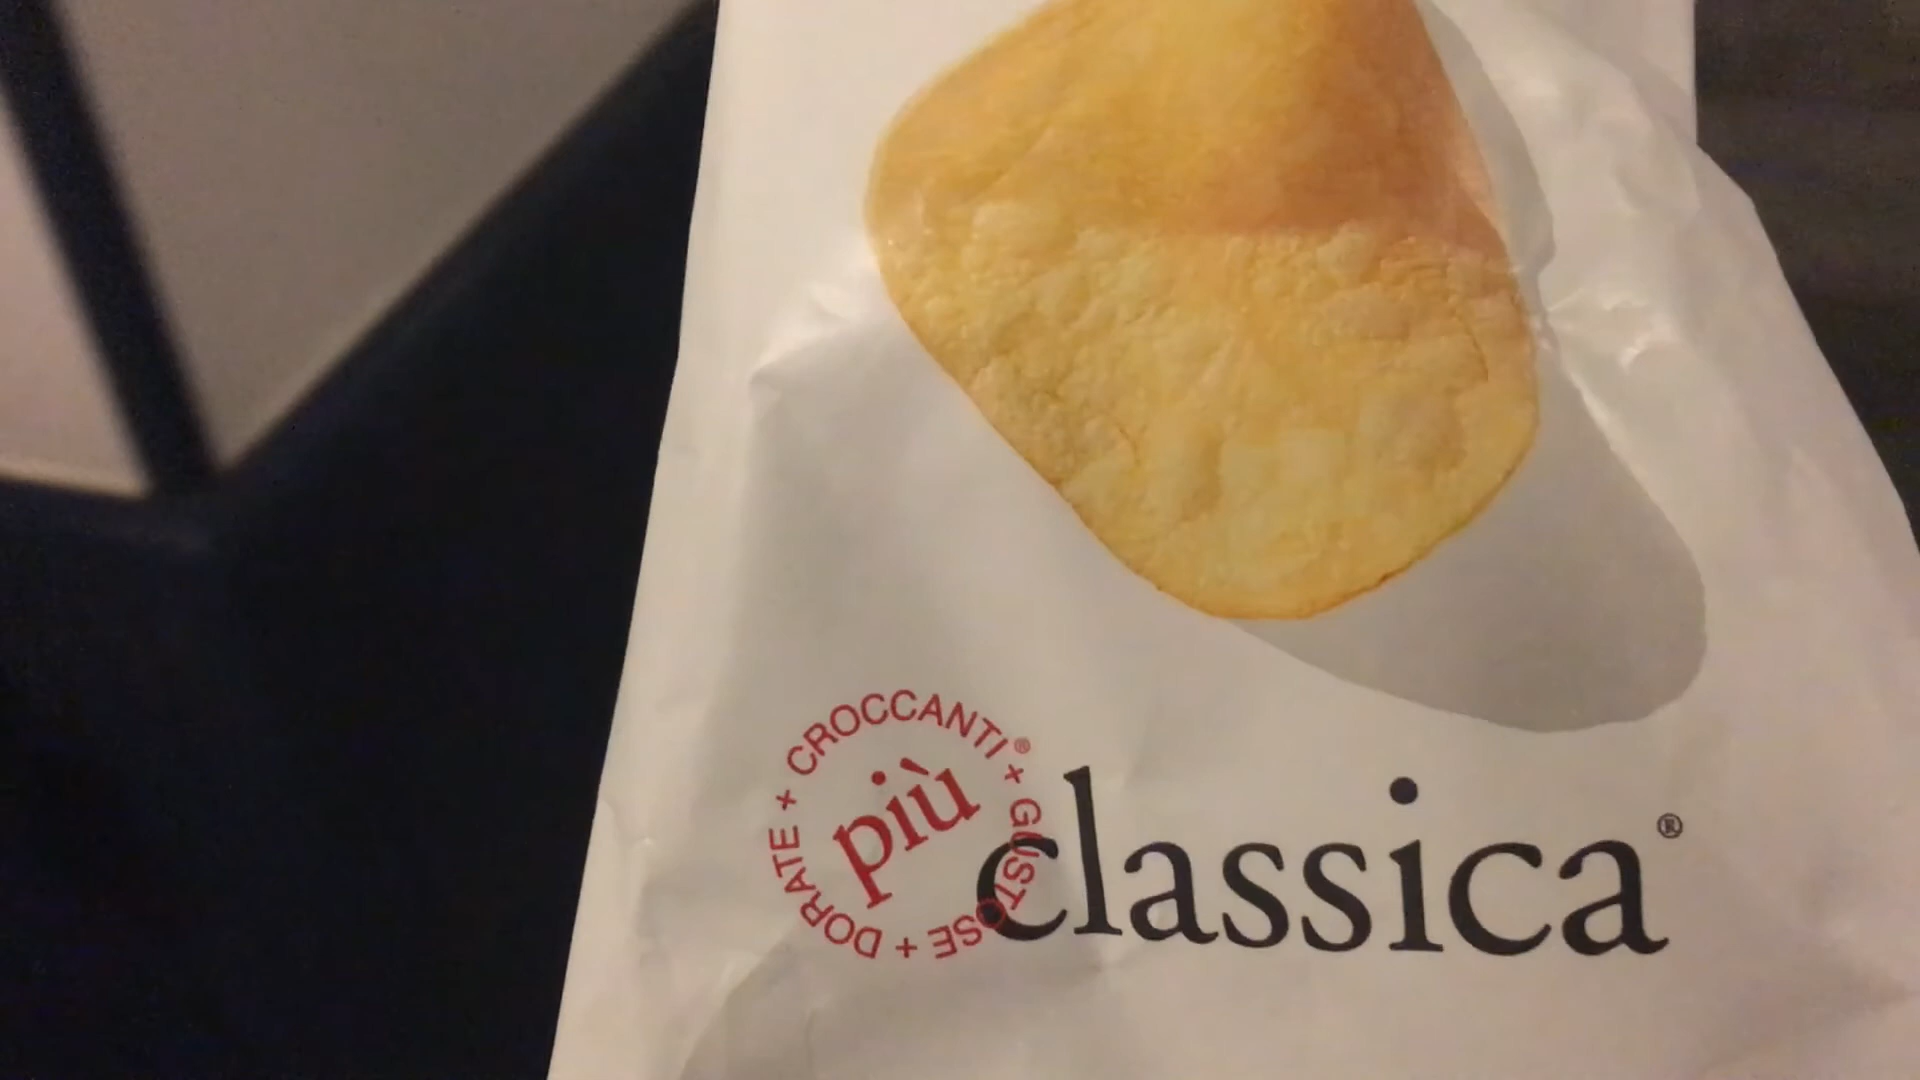 CROCCANTI® + GUSTOSE + DORATE +
più
classica®